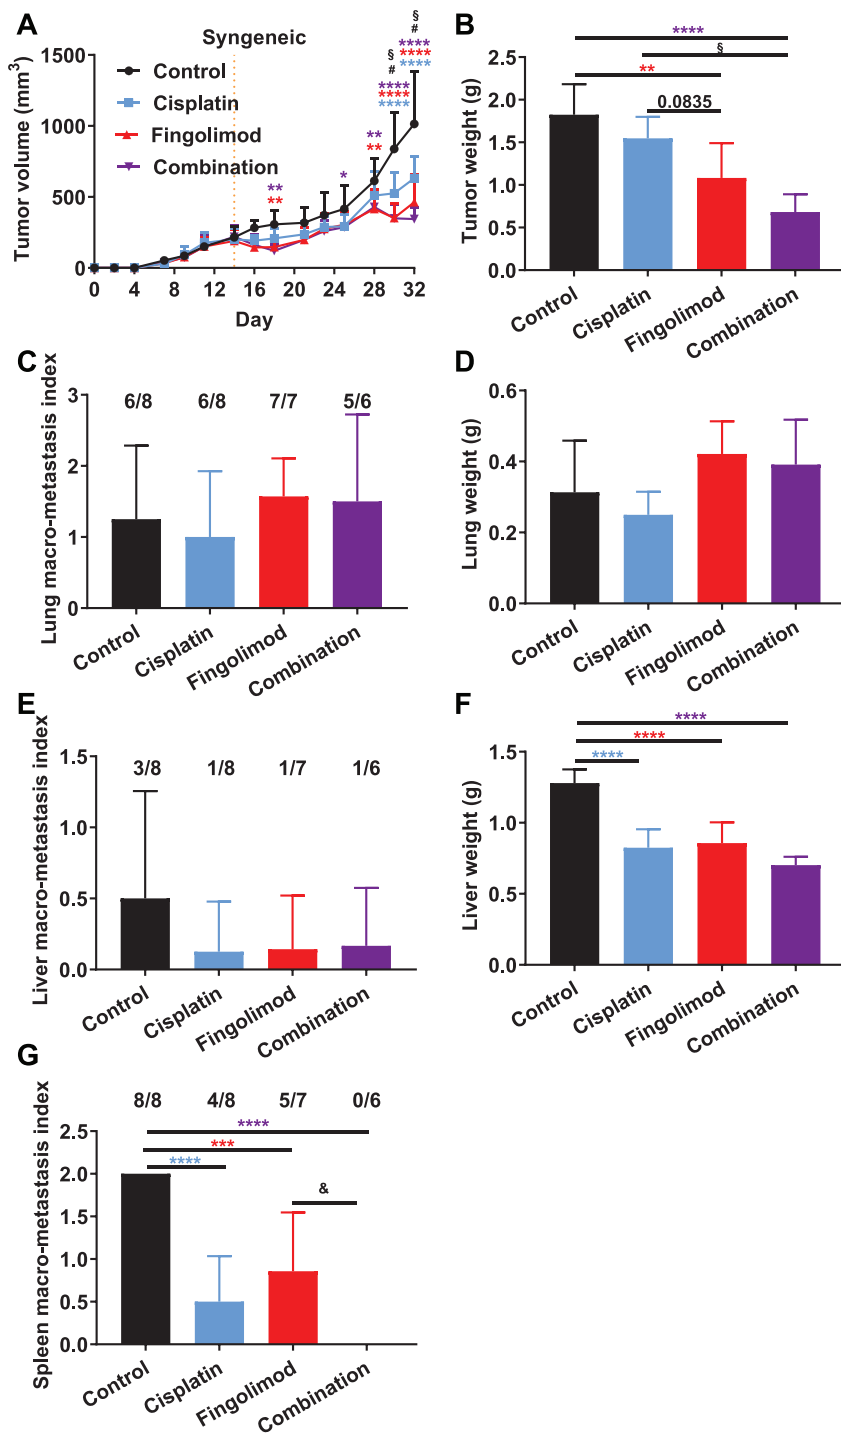 A
Syngeneic
Tumor volume (mm³)
1500
1000
500
0
0 4 8 12 16 21 28 32
Day
Control
Cisplatin
Fingolimod
Combination
**
**
*
**
**
§
#
****
****
****
§
#
****
****
****
B
Tumor weight (g)
2.5
2.0
1.5
1.0
0.5
0.0
****
§
**
0.0835
Control
Cisplatin
Fingolimod
Combination
C
Lung macro-metastasis index
3
2
1
0
6/8 6/8 7/7 5/6
Control
Cisplatin
Fingolimod
Combination
D
Lung weight (g)
0.6
0.4
0.2
0.0
Control
Cisplatin
Fingolimod
Combination
E
Liver macro-metastasis index
1.5
1.0
0.5
0.0
3/8 1/8 1/7 1/6
Control
Cisplatin
Fingolimod
Combination
F
Liver weight (g)
1.5
1.0
0.5
0.0
****
****
****
Control
Cisplatin
Fingolimod
Combination
G
Spleen macro-metastasis index
8/8 4/8 5/7 0/6
2.5
2.0
1.5
1.0
0.5
0.0
****
***
****
&
Control
Cisplatin
Fingolimod
Combination